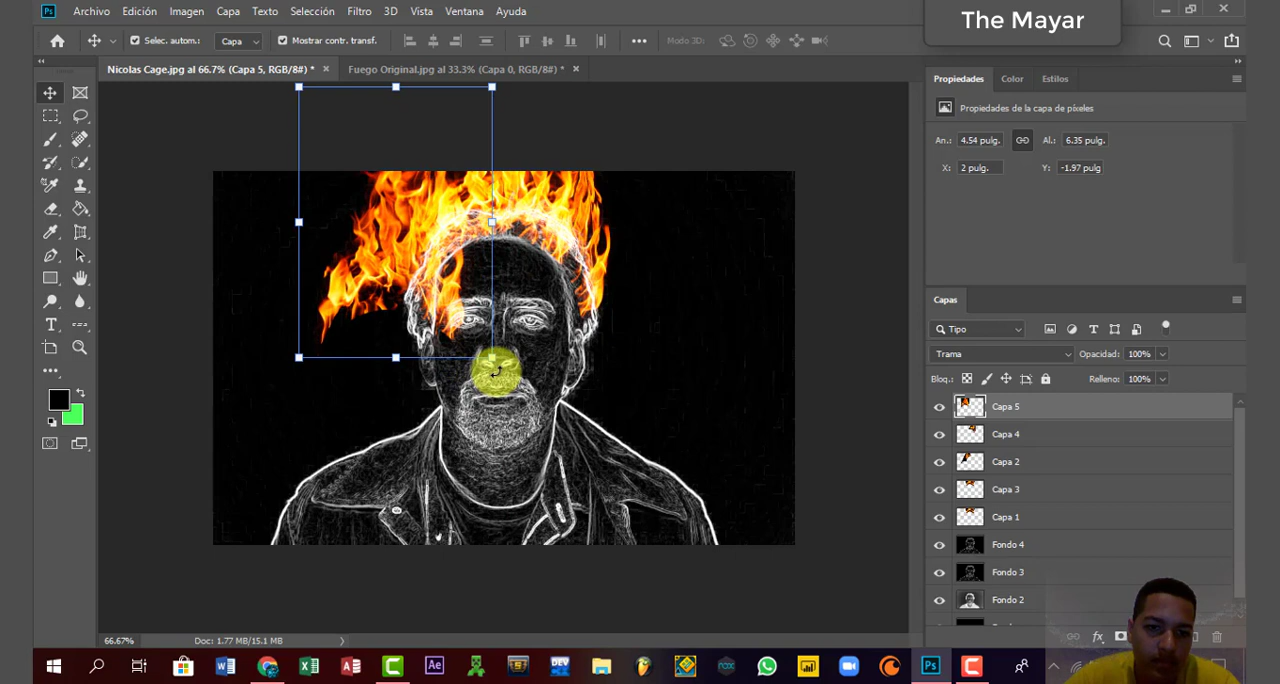 The Mayar
Ps Archivo Edición Imagen Capa Texto Selección Filtro 3D Vista Ventana Ayuda
Selec. autom.: Capa Mostrar contr. transf. Modo 3D:
Nicolas Cage.jpg al 66.7% (Capa 5, RGB/8#) * Fuego Original.jpg al 33.3% (Capa 0, RGB/8#) *
Propiedades Color Estilos
Propiedades de la capa de píxeles
An.: 4.54 pulg. Al.: 6.35 pulg.
X: 2 pulg. Y: -1.97 pulg
Capas
Tipo
Trama Opacidad: 100%
Bloq.: Relleno: 100%
Capa 5
Capa 4
Capa 2
Capa 3
Capa 1
Fondo 4
Fondo 3
Fondo 2
fx
66.67% Doc: 1.77 MB/15.1 MB
Ae DEV Ps